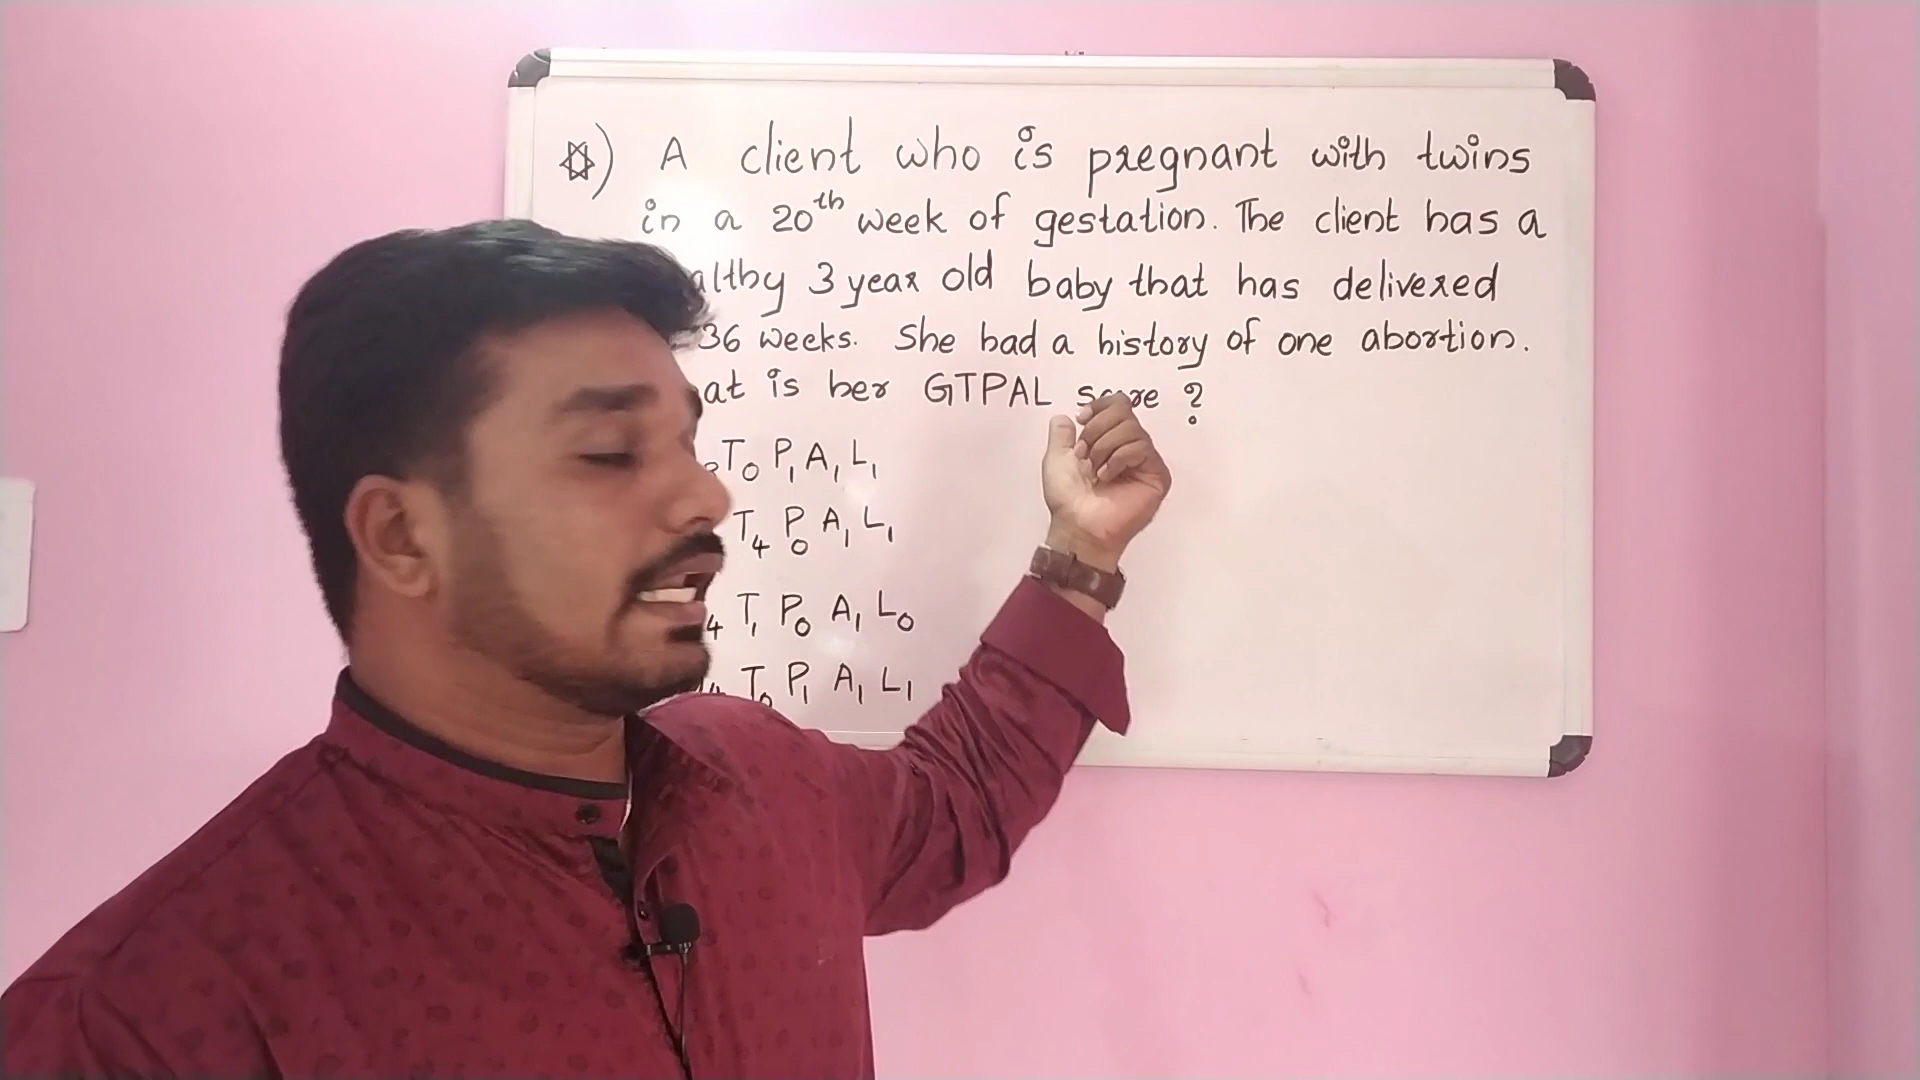 A client who is pregnant with twins
in a 20th week of gestation. The client has a
3 year old baby that has delivered
36 weeks. She had a history of one abortion.
is her GTPAL score ?
T0 P1 A1 L1
T4 P0 A1 L1
4 T1 P0 A1 L0
4 T0 P1 A1 L1